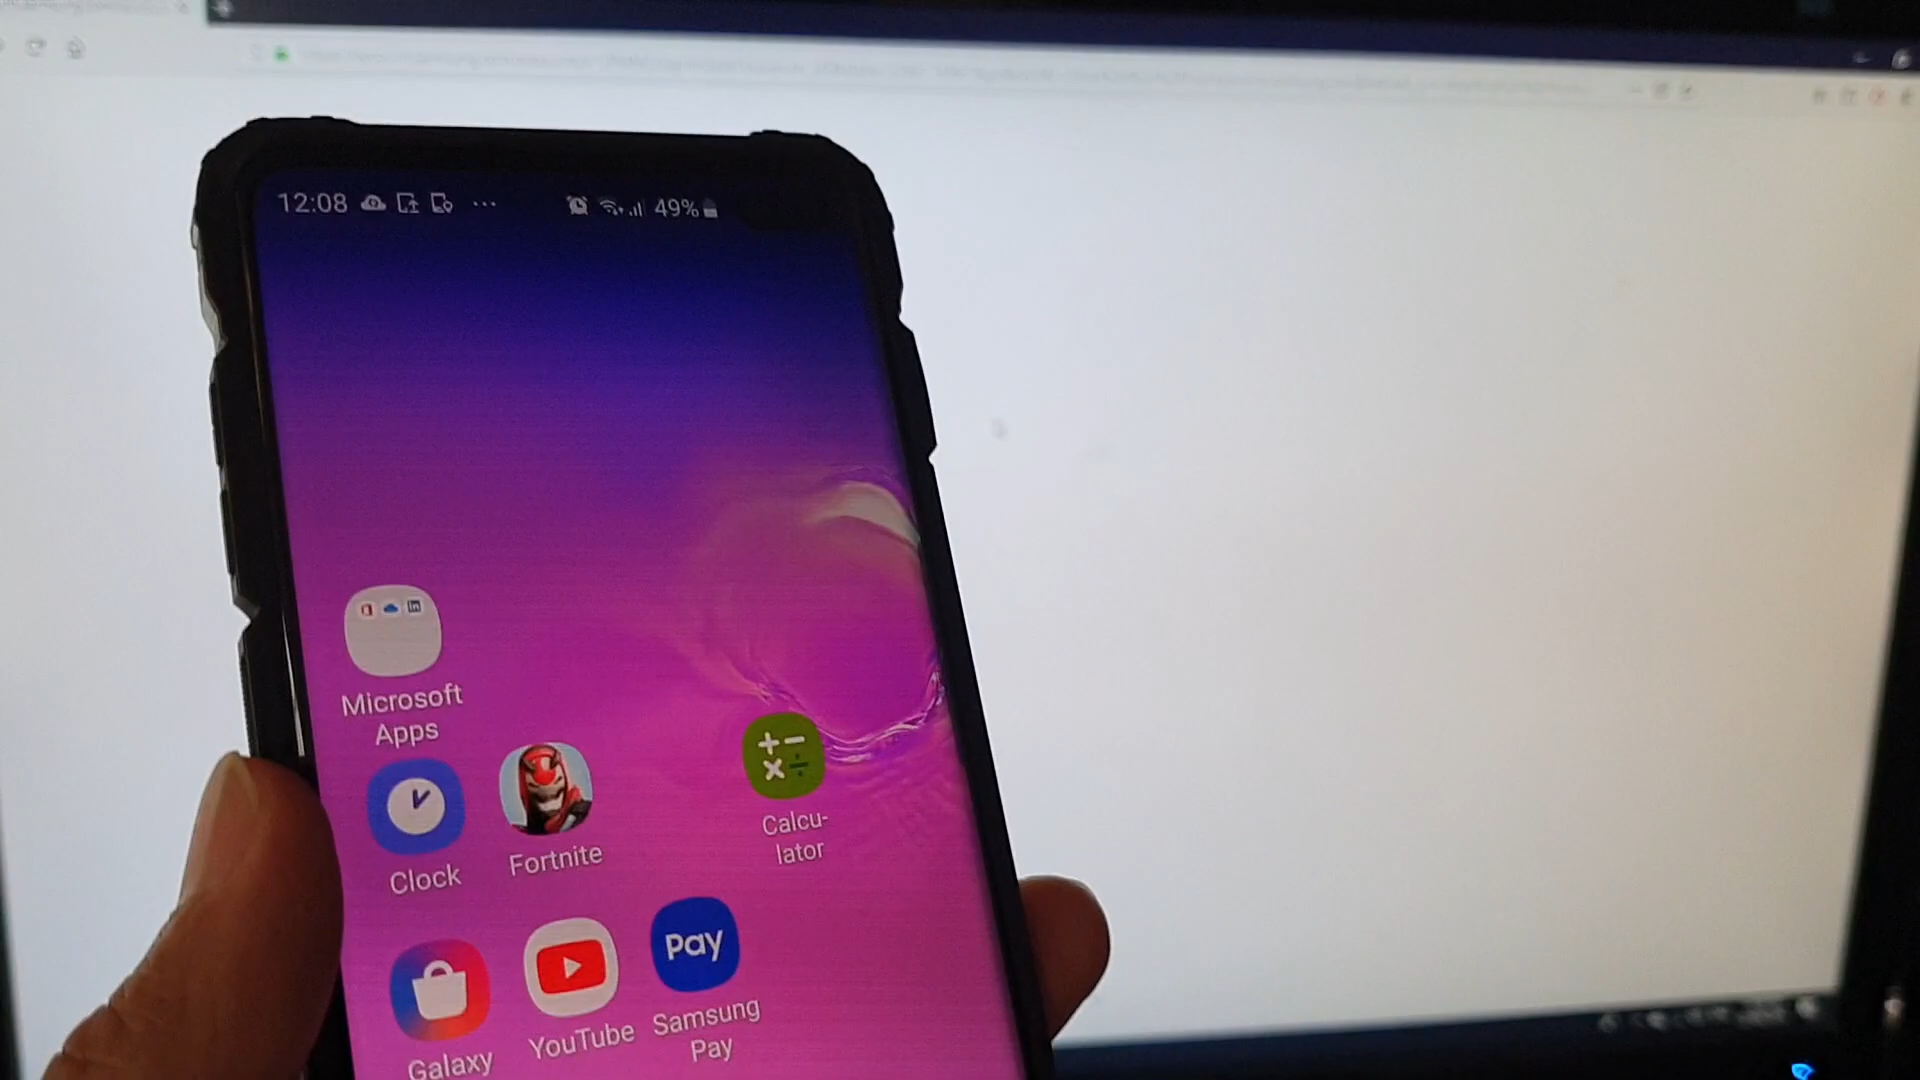 12:08 49%
Microsoft
Apps
Clock
Fortnite
Calcu-
lator
Pay
Galaxy
YouTube
Samsung
Pay